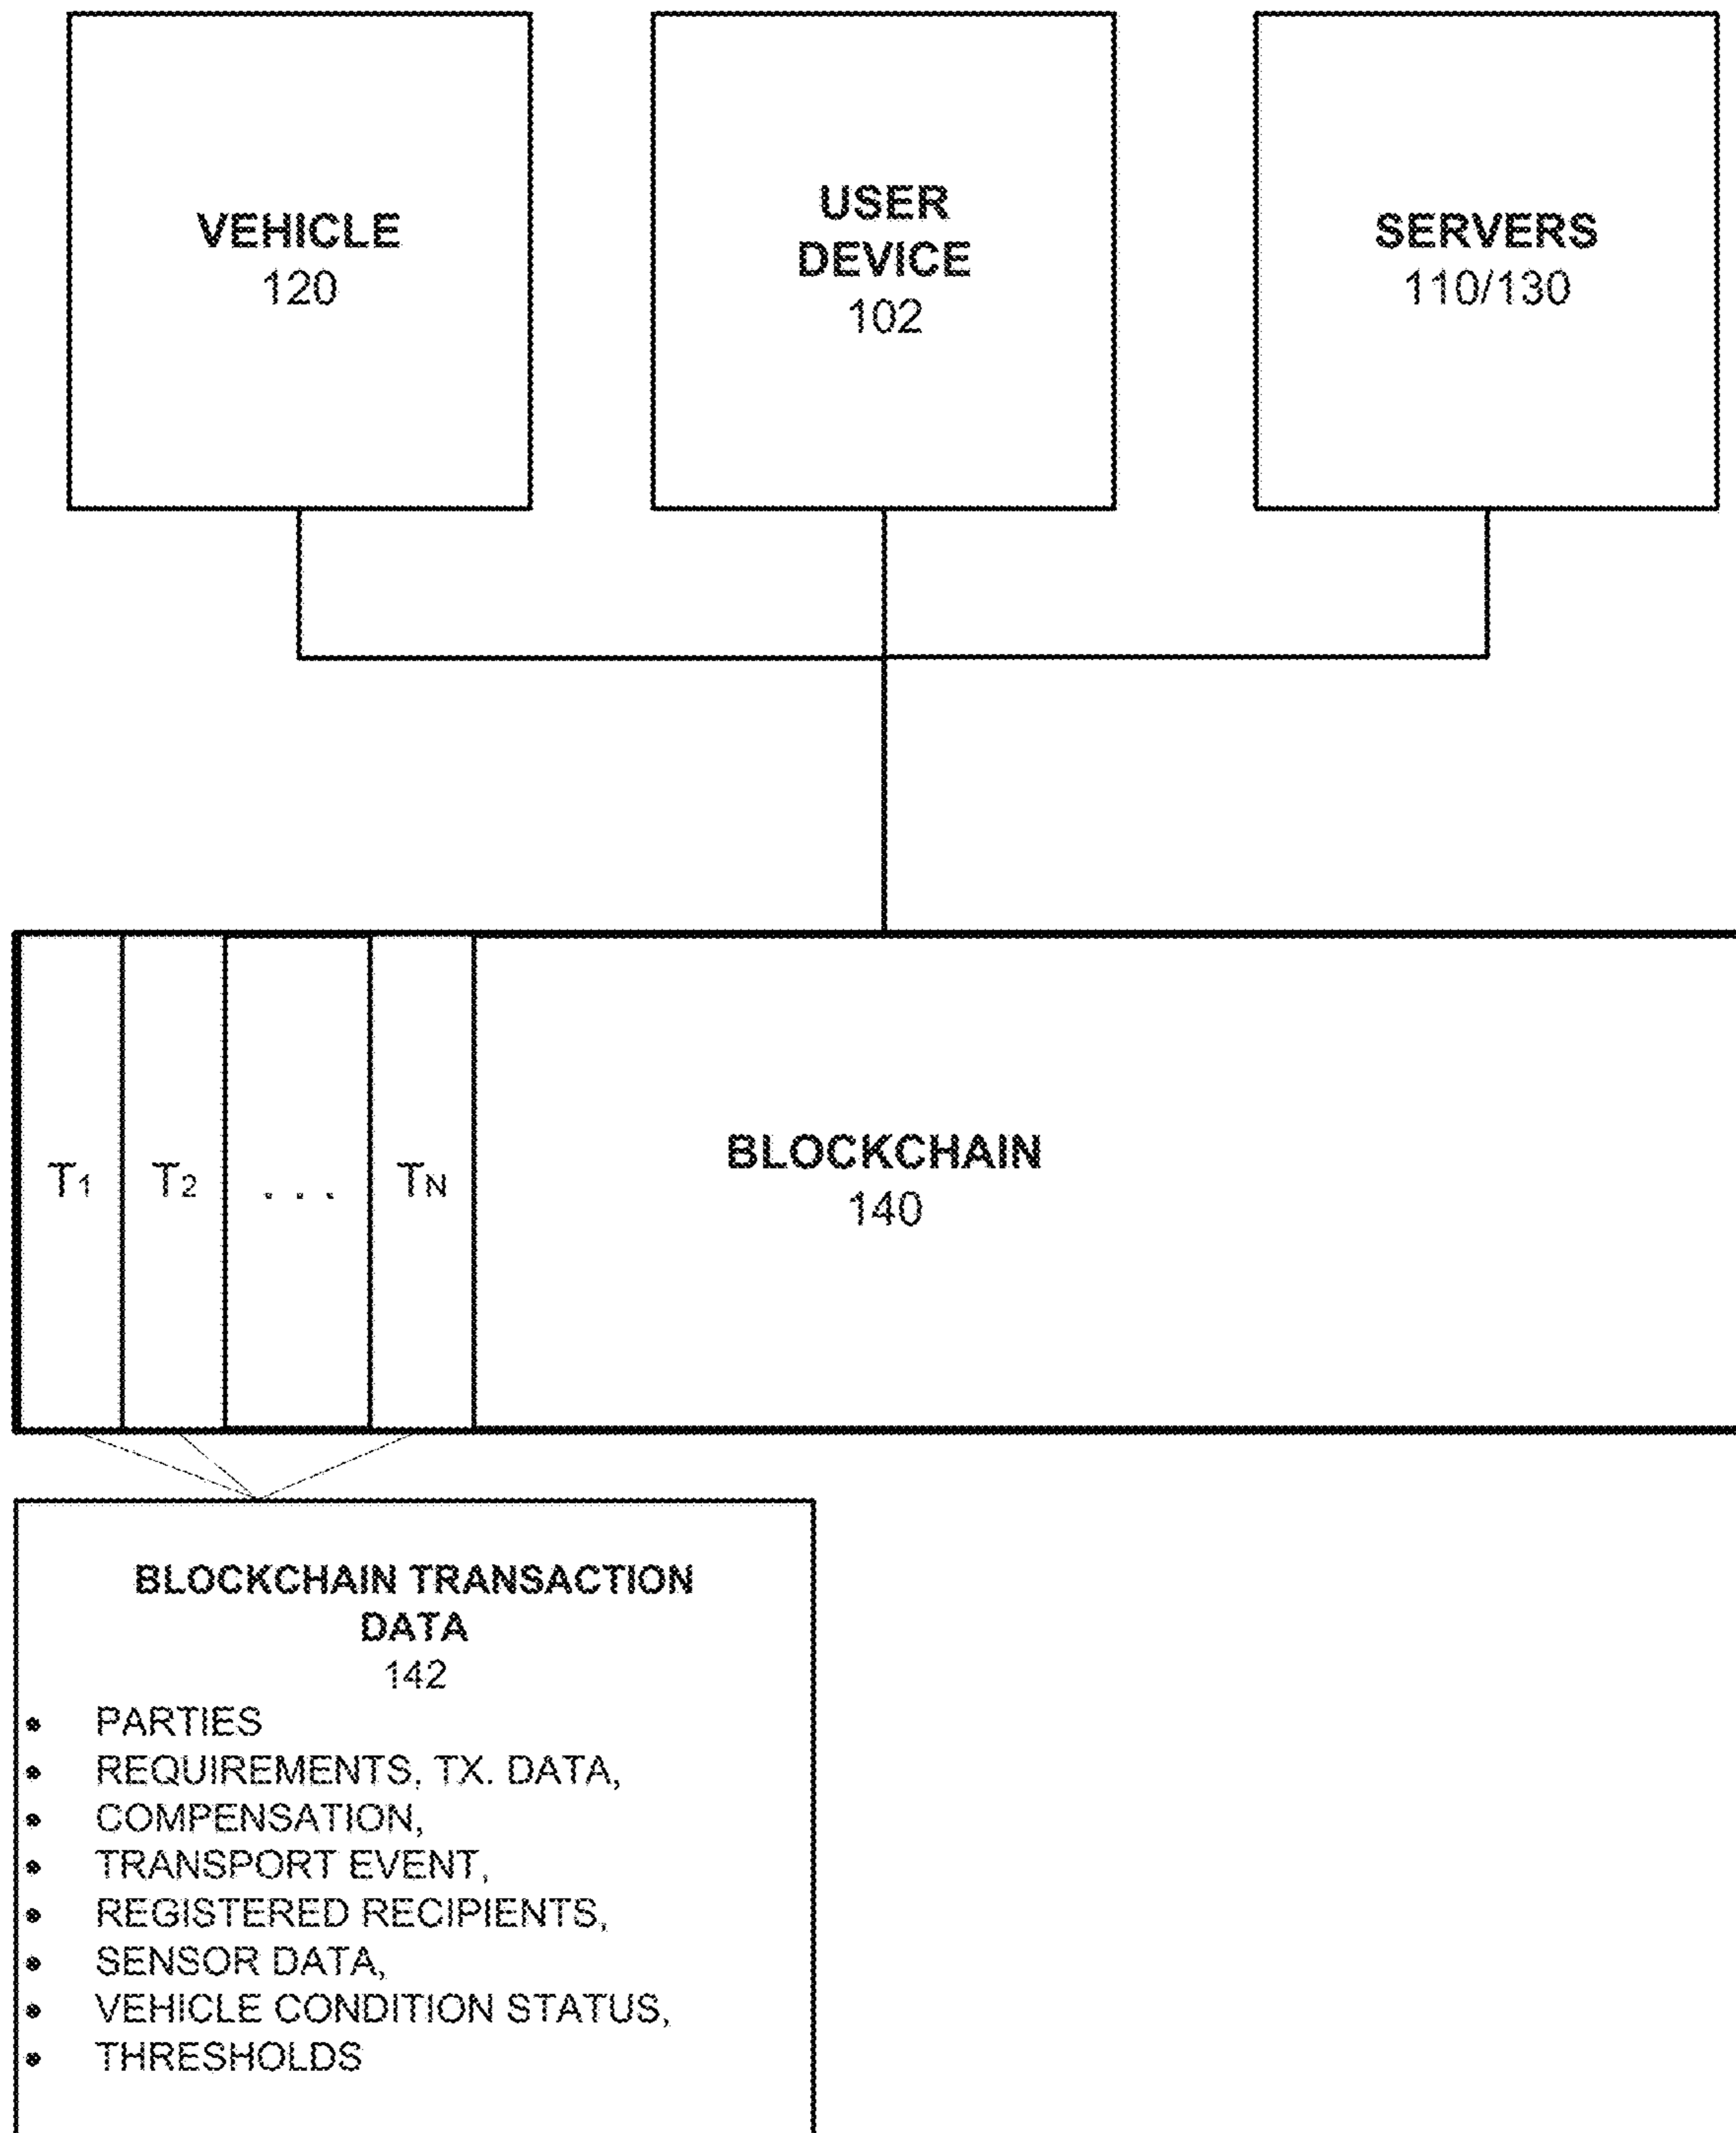 VEHICLE
120
USER
DEVICE
102
SERVERS
110/130
T1
T2
. . .
TN
BLOCKCHAIN
140
BLOCKCHAIN TRANSACTION
DATA
142
• PARTIES
• REQUIREMENTS, TX. DATA,
• COMPENSATION,
• TRANSPORT EVENT,
• REGISTERED RECIPIENTS,
• SENSOR DATA,
• VEHICLE CONDITION STATUS,
• THRESHOLDS